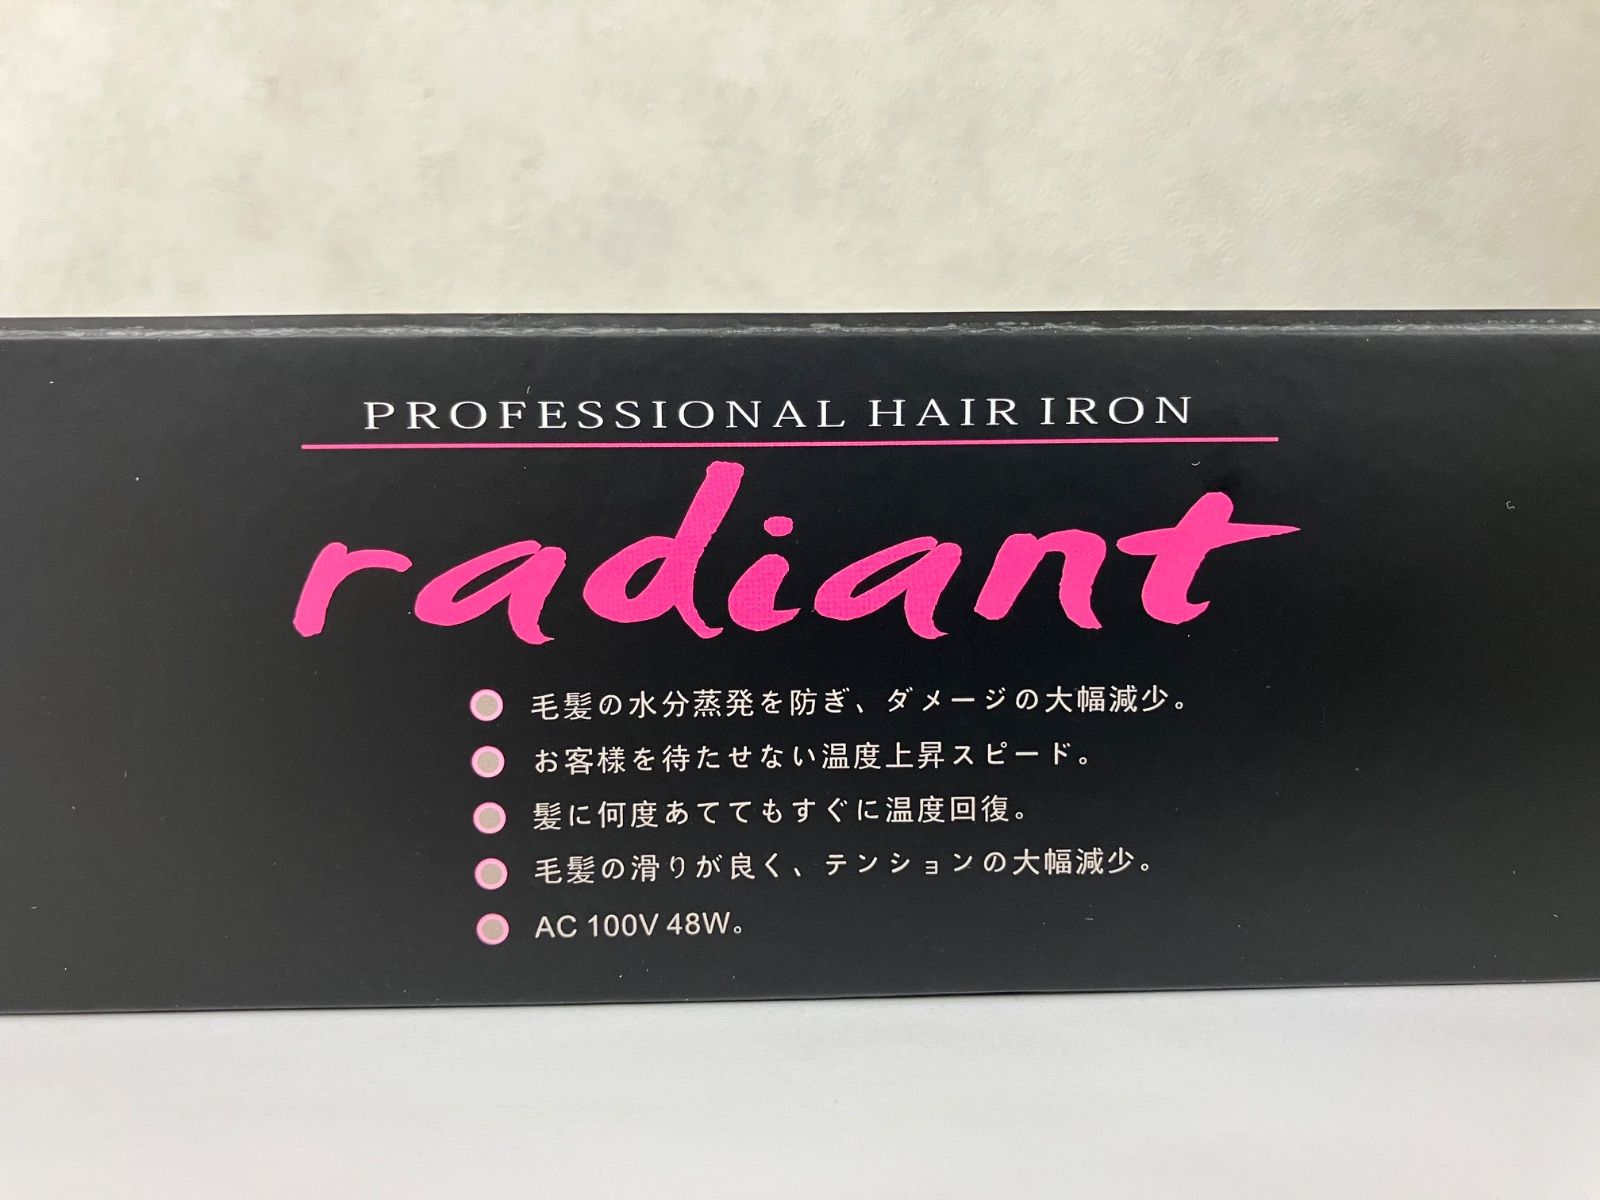 PROFESSIONAL HAIR IRON
radiant
毛髪の水分蒸発を防ぎ、ダメージの大幅減少。
お客様を待たせない温度上昇スピード。
髪に何度あててもすぐに温度回復。
毛髪の滑りが良く、テンションの大幅減少。
AC 100V 48W。